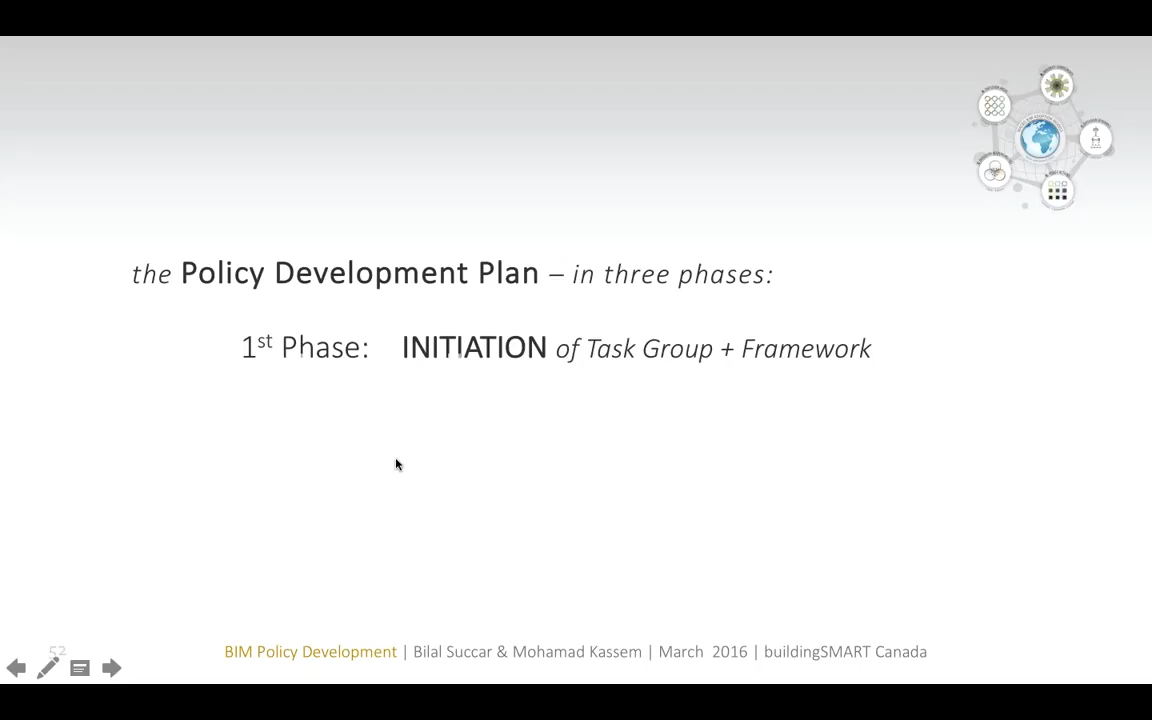 the Policy Development Plan – in three phases:
1st Phase: INITIATION of Task Group + Framework
52
BIM Policy Development | Bilal Succar & Mohamad Kassem | March 2016 | buildingSMART Canada